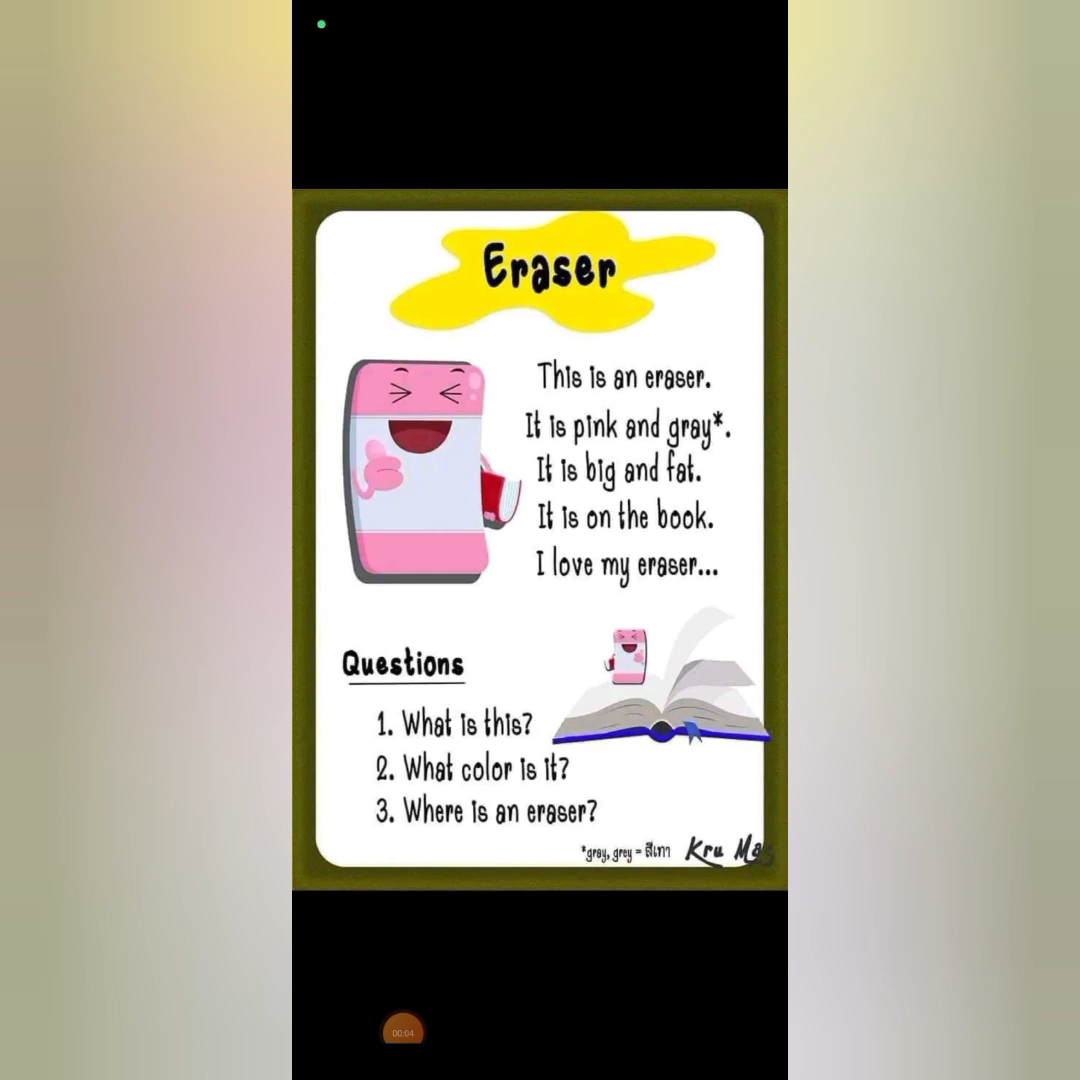 Eraser
This is an eraser.
It is pink and gray*.
It is big and fat.
It is on the book.
I love my eraser...
Questions
1. What is this?
2. What color is it?
3. Where is an eraser?
*gray, grey = สีเทา
Kru
00:04